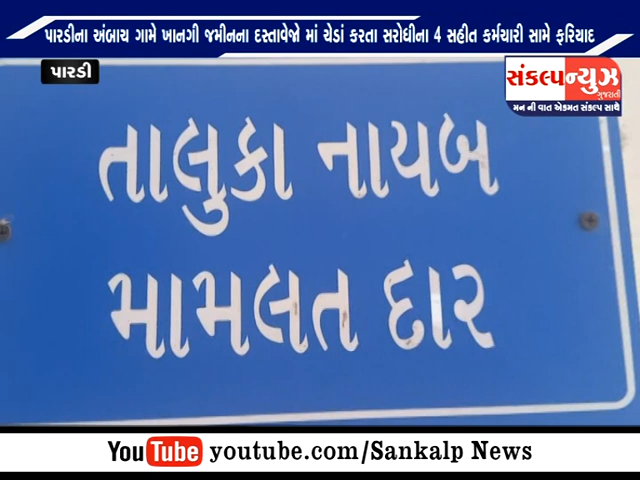 પારડીના અંબાચ ગામે ખાનગી જમીનના દસ્તાવેજો માં ચેડાં કરતા સરોધીના 4 સહીત કર્મચારી સામે ફરિયાદ
પારડી
સંકલ્પન્યુઝ
ગુજરાતી
મન ની વાત એકમત સંકલ્પ સાથે
તાલુકા નાયબ
મામલત દાર
YouTube youtube.com/Sankalp News